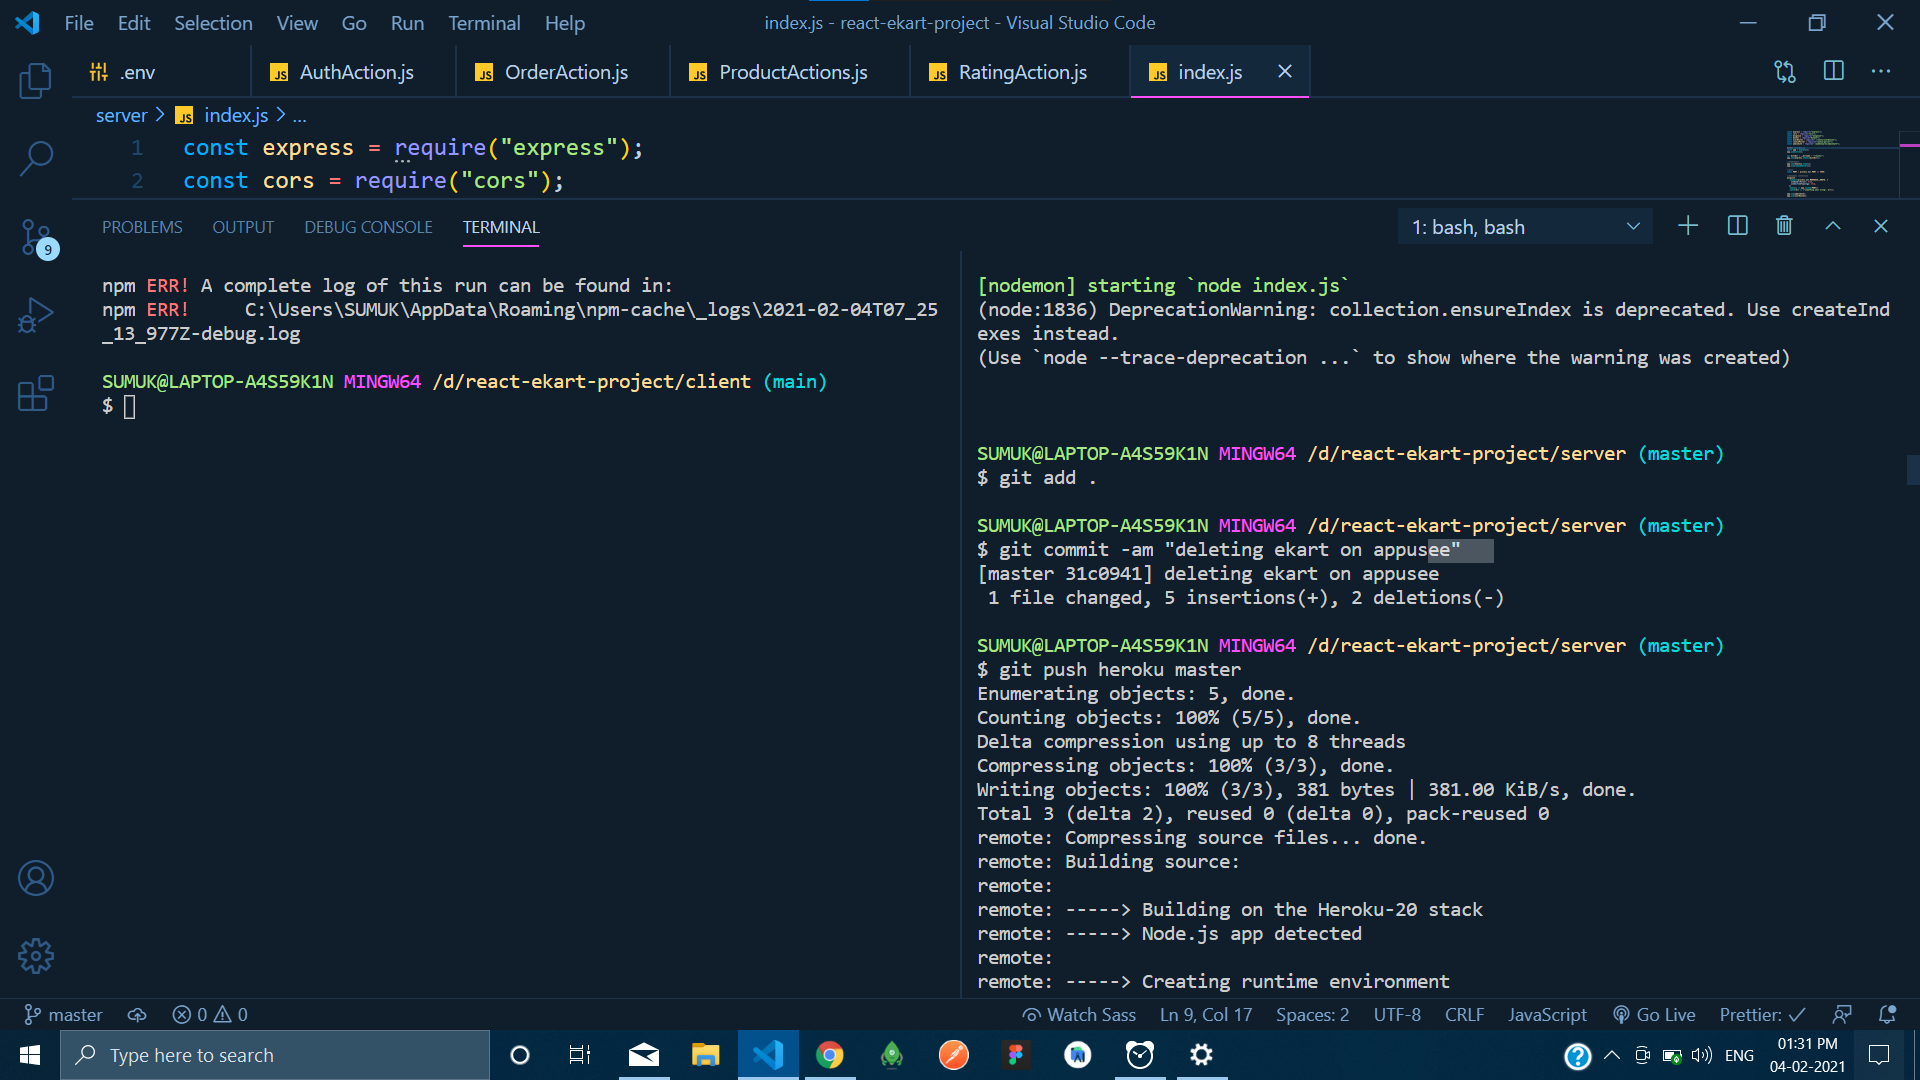 File Edit Selection View Go Run Terminal Help
index.js - react-ekart-project - Visual Studio Code
.env
JS AuthAction.js
JS OrderAction.js
JS ProductActions.js
JS RatingAction.js
JS index.js
server > JS index.js > ...
1 const express = require("express");
2 const cors = require("cors");
PROBLEMS OUTPUT DEBUG CONSOLE TERMINAL
1: bash, bash
9
npm ERR! A complete log of this run can be found in:
npm ERR!     C:\Users\SUMUK\AppData\Roaming\npm-cache\_logs\2021-02-04T07_25
_13_977Z-debug.log
SUMUK@LAPTOP-A4S59K1N MINGW64 /d/react-ekart-project/client (main)
$
[nodemon] starting `node index.js`
(node:1836) DeprecationWarning: collection.ensureIndex is deprecated. Use createInd
exes instead.
(Use `node --trace-deprecation ...` to show where the warning was created)
SUMUK@LAPTOP-A4S59K1N MINGW64 /d/react-ekart-project/server (master)
$ git add .
SUMUK@LAPTOP-A4S59K1N MINGW64 /d/react-ekart-project/server (master)
$ git commit -am "deleting ekart on appusee"
[master 31c0941] deleting ekart on appusee
 1 file changed, 5 insertions(+), 2 deletions(-)
SUMUK@LAPTOP-A4S59K1N MINGW64 /d/react-ekart-project/server (master)
$ git push heroku master
Enumerating objects: 5, done.
Counting objects: 100% (5/5), done.
Delta compression using up to 8 threads
Compressing objects: 100% (3/3), done.
Writing objects: 100% (3/3), 381 bytes | 381.00 KiB/s, done.
Total 3 (delta 2), reused 0 (delta 0), pack-reused 0
remote: Compressing source files... done.
remote: Building source:
remote:
remote: -----> Building on the Heroku-20 stack
remote: -----> Node.js app detected
remote:
remote: -----> Creating runtime environment
master 0 0
Watch Sass Ln 9, Col 17 Spaces: 2 UTF-8 CRLF JavaScript Go Live Prettier: ✓
Type here to search
ENG
01:31 PM
04-02-2021